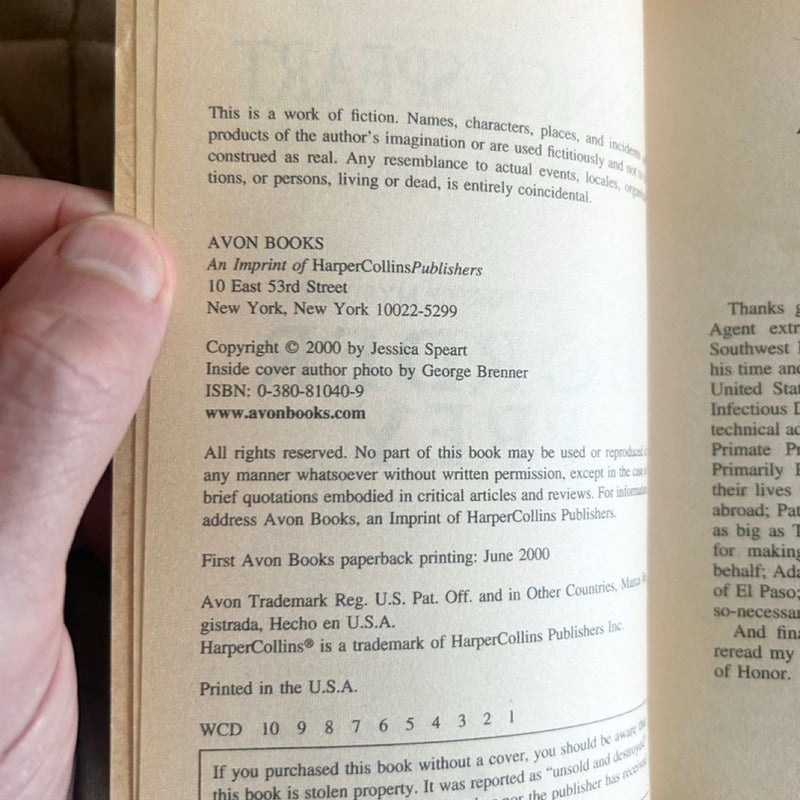 This is a work of fiction. Names, characters, places, and incidents
products of the author's imagination or are used fictitiously and not to
construed as real. Any resemblance to actual events, locales,
tions, or persons, living or dead, is entirely coincidental.
AVON BOOKS
An Imprint of HarperCollinsPublishers
10 East 53rd Street
New York, New York 10022-5299
Copyright © 2000 by Jessica Speart
Inside cover author photo by George Brenner
ISBN: 0-380-81040-9
www.avonbooks.com
All rights reserved. No part of this book may be used or reproduced
any manner whatsoever without written permission, except in the case
brief quotations embodied in critical articles and reviews. For information
address Avon Books, an Imprint of HarperCollins Publishers.
First Avon Books paperback printing: June 2000
Avon Trademark Reg. U.S. Pat. Off. and in Other Countries, Marca Re-
gistrada, Hecho en U.S.A.
HarperCollins® is a trademark of HarperCollins Publishers Inc.
Printed in the U.S.A.
WCD 10 9 8 7 6 5 4 3 2 1
If you purchased this book without a cover, you should be aware that
this book is stolen property. It was reported as "unsold and destroyed"
nor the publisher has received
Thanks
Agent
Southwest
his time and
United
Infectious
technical
Primate
Primarily
their lives
abroad;
as big as
for making
behalf;
of El Paso;
And
reread my
of Honor.